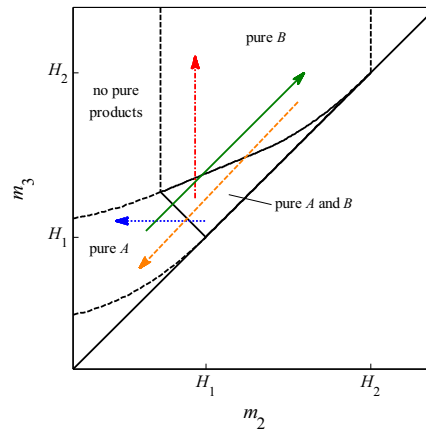 pure B
H₂
no pure
products
m₃
pure A and B
H₁
pure A
H₁
H₂
m₂